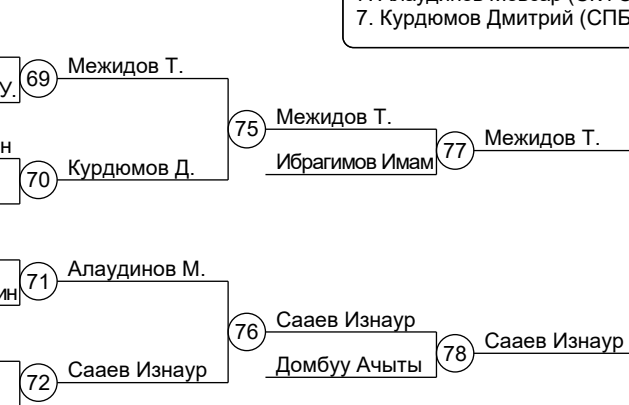 7. Курдюмов Дмитрий (СПБ
69
Межидов Т.
у.
75
Межидов Т.
77
Межидов Т.
н
Ибрагимов Имам
70
Курдюмов Д.
71
Алаудинов М.
ин
76
Сааев Изнаур
78
Сааев Изнаур
Домбуу Ачыты
72
Сааев Изнаур